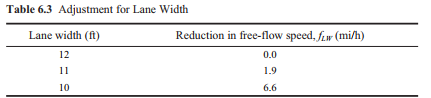 Table 6.3 Adjustment for Lane Width
Lane width (ft) Reduction in free-flow speed, fLW (mi/h)
12 0.0
11 1.9
10 6.6